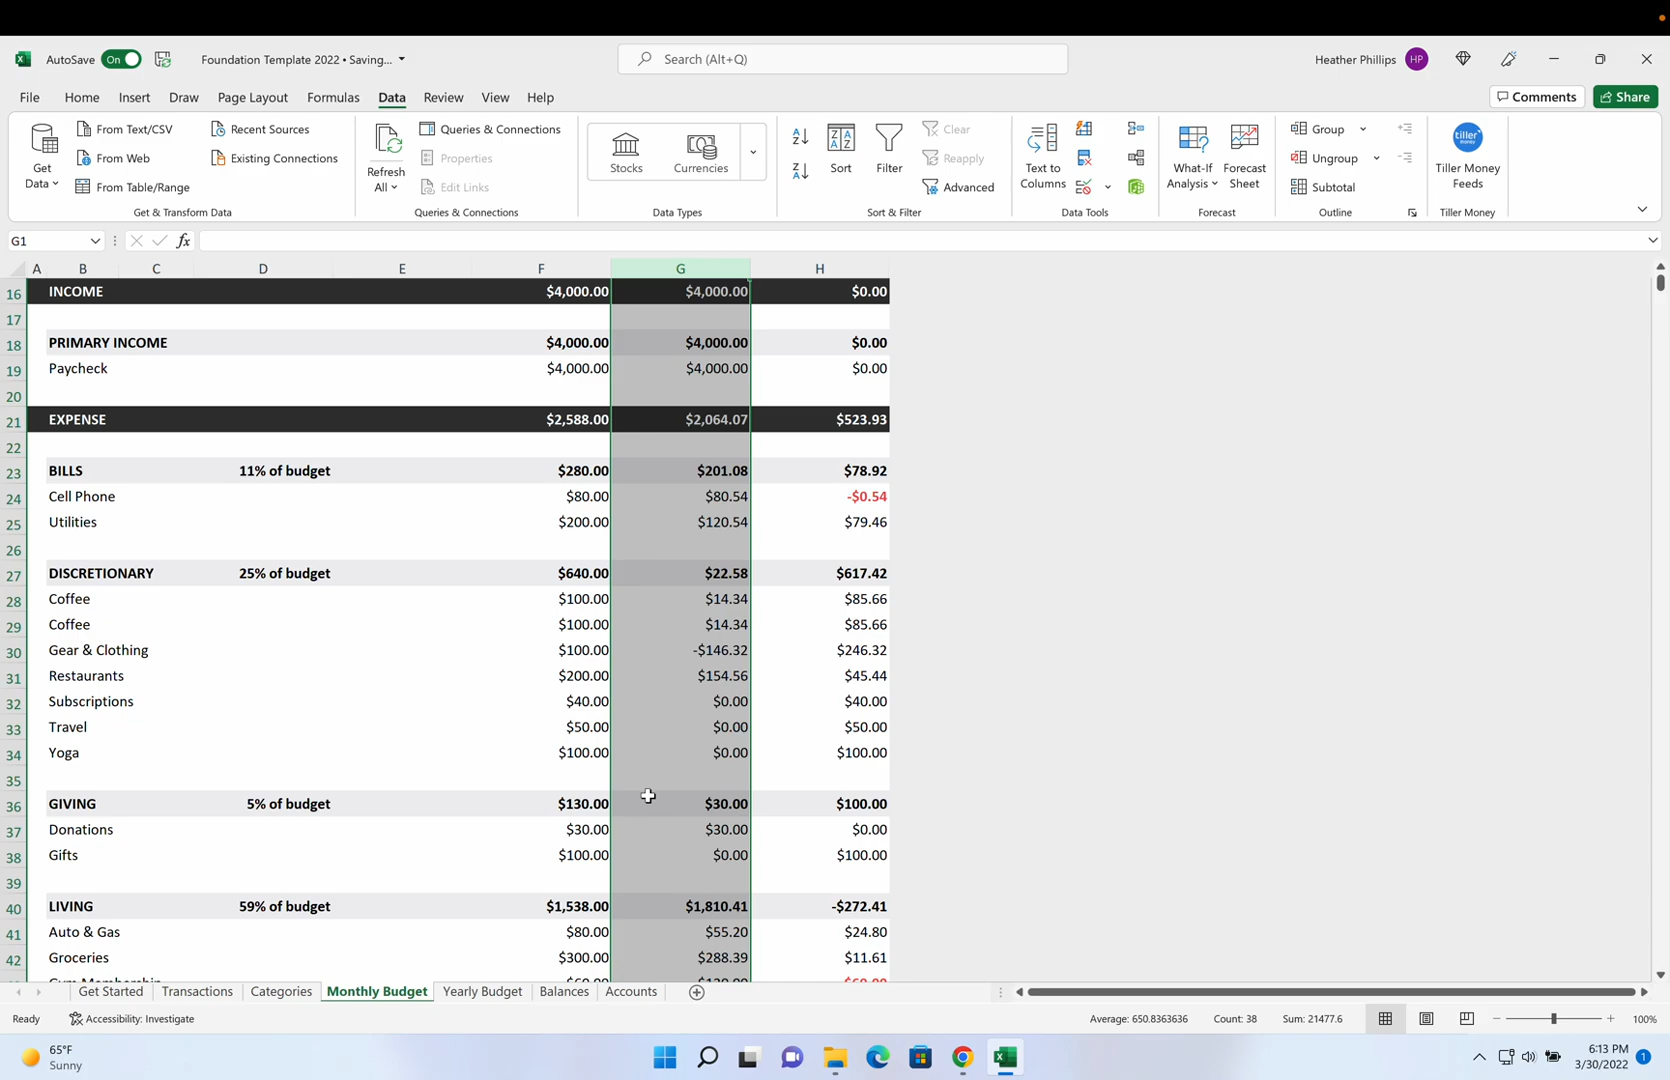 AutoSave On Foundation Template 2022 • Saving... Search (Alt+Q) Heather Phillips HP
File Home Insert Draw Page Layout Formulas Data Review View Help Comments Share
Get Data
From Text/CSV
From Web
From Table/Range
Recent Sources
Existing Connections
Get & Transform Data
Refresh All
Queries & Connections
Properties
Edit Links
Queries & Connections
Stocks Currencies
Data Types
Sort Filter
Clear
Reapply
Advanced
Sort & Filter
Text to Columns
Data Tools
What-If Analysis
Forecast Sheet
Forecast
Group
Ungroup
Subtotal
Outline
tiller
Tiller Money Feeds
Tiller Money
G1 fx
A B C D E F G H
16 INCOME $4,000.00 $4,000.00 $0.00
17
18 PRIMARY INCOME $4,000.00 $4,000.00 $0.00
19 Paycheck $4,000.00 $4,000.00 $0.00
20
21 EXPENSE $2,588.00 $2,064.07 $523.93
22
23 BILLS 11% of budget $280.00 $201.08 $78.92
24 Cell Phone $80.00 $80.54 -$0.54
25 Utilities $200.00 $120.54 $79.46
26
27 DISCRETIONARY 25% of budget $640.00 $22.58 $617.42
28 Coffee $100.00 $14.34 $85.66
29 Coffee $100.00 $14.34 $85.66
30 Gear & Clothing $100.00 -$146.32 $246.32
31 Restaurants $200.00 $154.56 $45.44
32 Subscriptions $40.00 $0.00 $40.00
33 Travel $50.00 $0.00 $50.00
34 Yoga $100.00 $0.00 $100.00
35
36 GIVING 5% of budget $130.00 $30.00 $100.00
37 Donations $30.00 $30.00 $0.00
38 Gifts $100.00 $0.00 $100.00
39
40 LIVING 59% of budget $1,538.00 $1,810.41 -$272.41
41 Auto & Gas $80.00 $55.20 $24.80
42 Groceries $300.00 $288.39 $11.61
Gym Membership
Get Started Transactions Categories Monthly Budget Yearly Budget Balances Accounts
Ready Accessibility: Investigate Average: 650.8363636 Count: 38 Sum: 21477.6 100%
65°F
Sunny
6:13 PM
3/30/2022 1